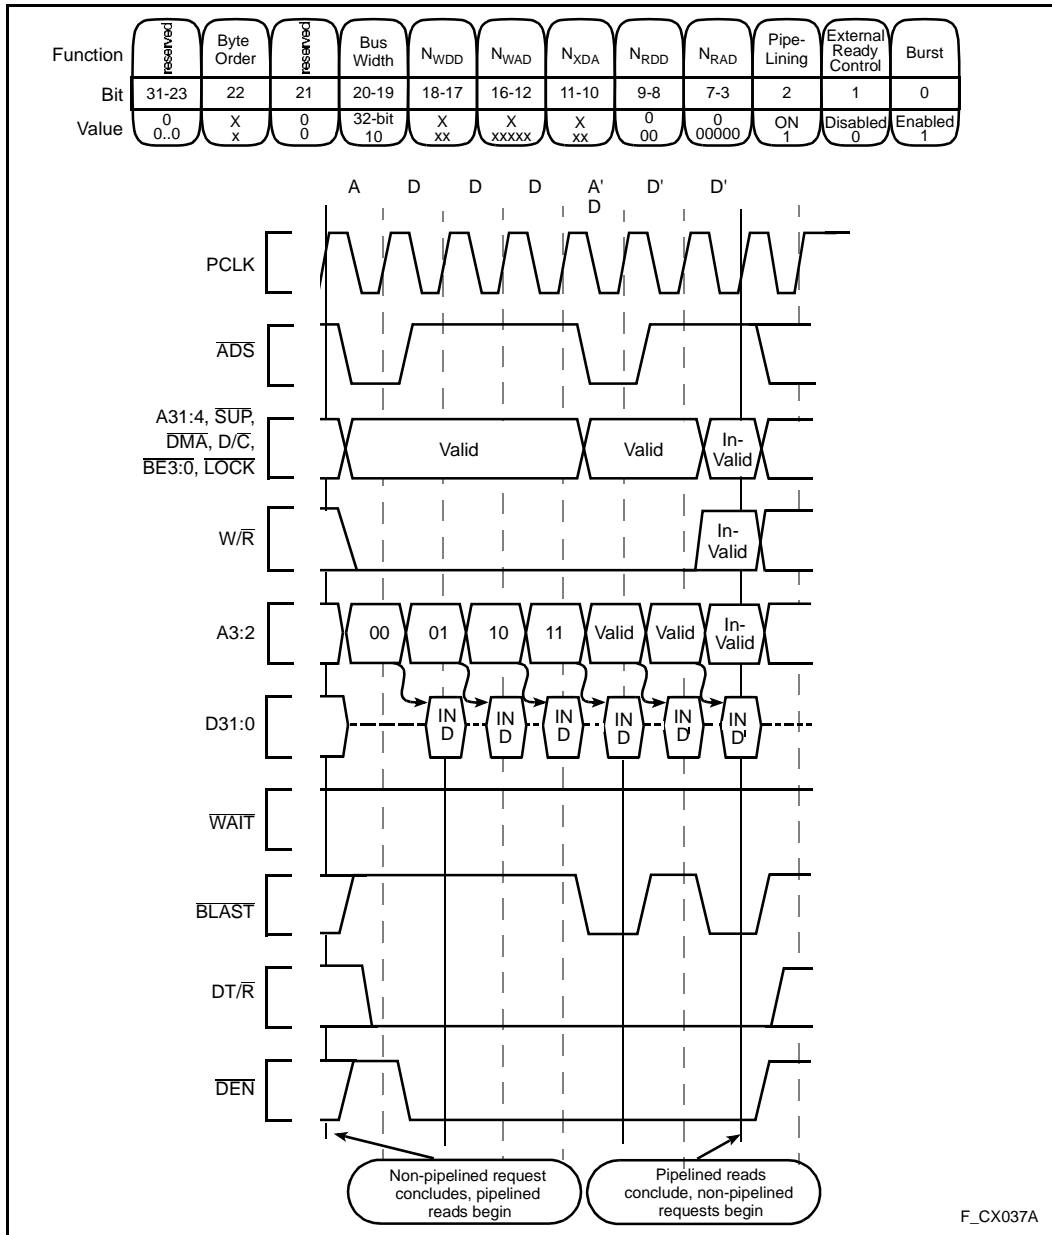 Function
reserved
Byte
Order
reserved
Bus
Width
NWDD
NWAD
NXDA
NRDD
NRAD
Pipe-
Lining
External
Ready
Control
Burst
Bit
31-23
22
21
20-19
18-17
16-12
11-10
9-8
7-3
2
1
0
Value
0
0..0
X
x
0
0
32-bit
10
X
xx
X
xxxxx
X
xx
0
00
0
00000
ON
1
Disabled
0
Enabled
1
A
D
D
D
A'
D
D'
D'
PCLK
ADS
A31:4, SUP,
DMA, D/C,
BE3:0, LOCK
Valid
Valid
In-
Valid
W/R
In-
Valid
A3:2
00
01
10
11
Valid
Valid
In-
Valid
D31:0
IN
D
IN
D
IN
D
IN
D
IN
D'
IN
D'
WAIT
BLAST
DT/R
DEN
Non-pipelined request
concludes, pipelined
reads begin
Pipelined reads
conclude, non-pipelined
requests begin
F_CX037A